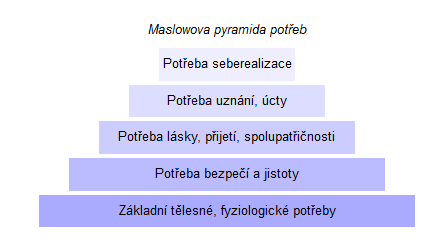 Maslowova pyramida potřeb
Potřeba seberealizace
Potřeba uznání, úcty
Potřeba lásky, přijetí, spolupatřičnosti
Potřeba bezpečí a jistoty
Základní tělesné, fyziologické potřeby